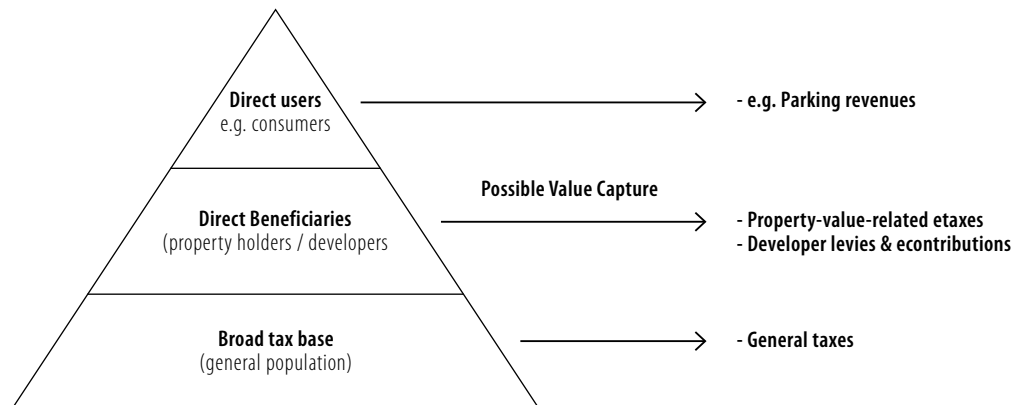 Direct users
e.g. consumers
- e.g. Parking revenues
Possible Value Capture
Direct Beneficiaries
(property holders / developers
- Property-value-related etaxes
- Developer levies & econtributions
Broad tax base
(general population)
- General taxes